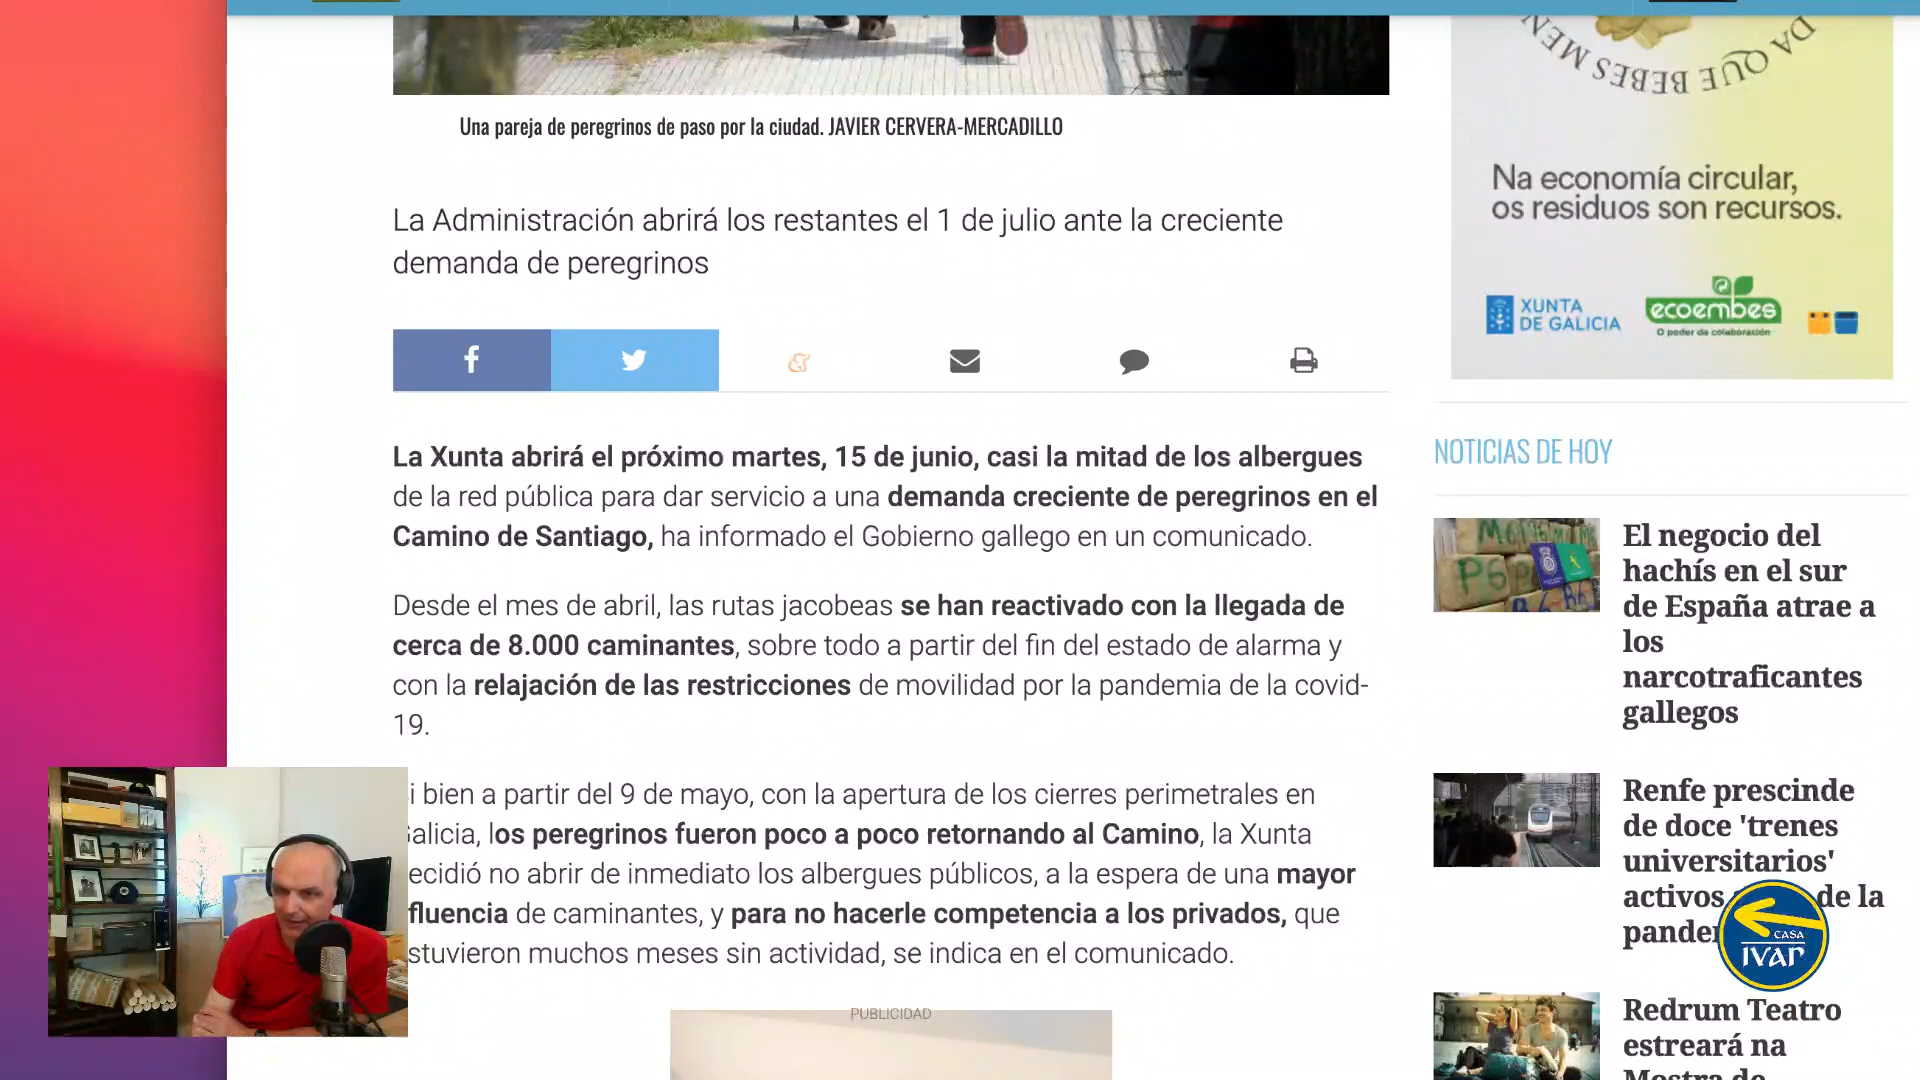 DA QUE BEBES MEN
Una pareja de peregrinos de paso por la ciudad. JAVIER CERVERA-MERCADILLO
La Administración abrirá los restantes el 1 de julio ante la creciente
demanda de peregrinos
La Xunta abrirá el próximo martes, 15 de junio, casi la mitad de los albergues
de la red pública para dar servicio a una demanda creciente de peregrinos en el
Camino de Santiago, ha informado el Gobierno gallego en un comunicado.
Desde el mes de abril, las rutas jacobeas se han reactivado con la llegada de
cerca de 8.000 caminantes, sobre todo a partir del fin del estado de alarma y
con la relajación de las restricciones de movilidad por la pandemia de la covid-
19.
i bien a partir del 9 de mayo, con la apertura de los cierres perimetrales en
alicia, los peregrinos fueron poco a poco retornando al Camino, la Xunta
ecidió no abrir de inmediato los albergues públicos, a la espera de una mayor
fluencia de caminantes, y para no hacerle competencia a los privados, que
stuvieron muchos meses sin actividad, se indica en el comunicado.
PUBLICIDAD
Na economía circular,
os residuos son recursos.
XUNTA
DE GALICIA
ecoembes
O poder da colaboración
NOTICIAS DE HOY
El negocio del
hachís en el sur
de España atrae a
los
narcotraficantes
gallegos
Renfe prescinde
de doce 'trenes
universitarios'
activos de la
pande
CASA
IVAR
Redrum Teatro
estreará na
Mostra de